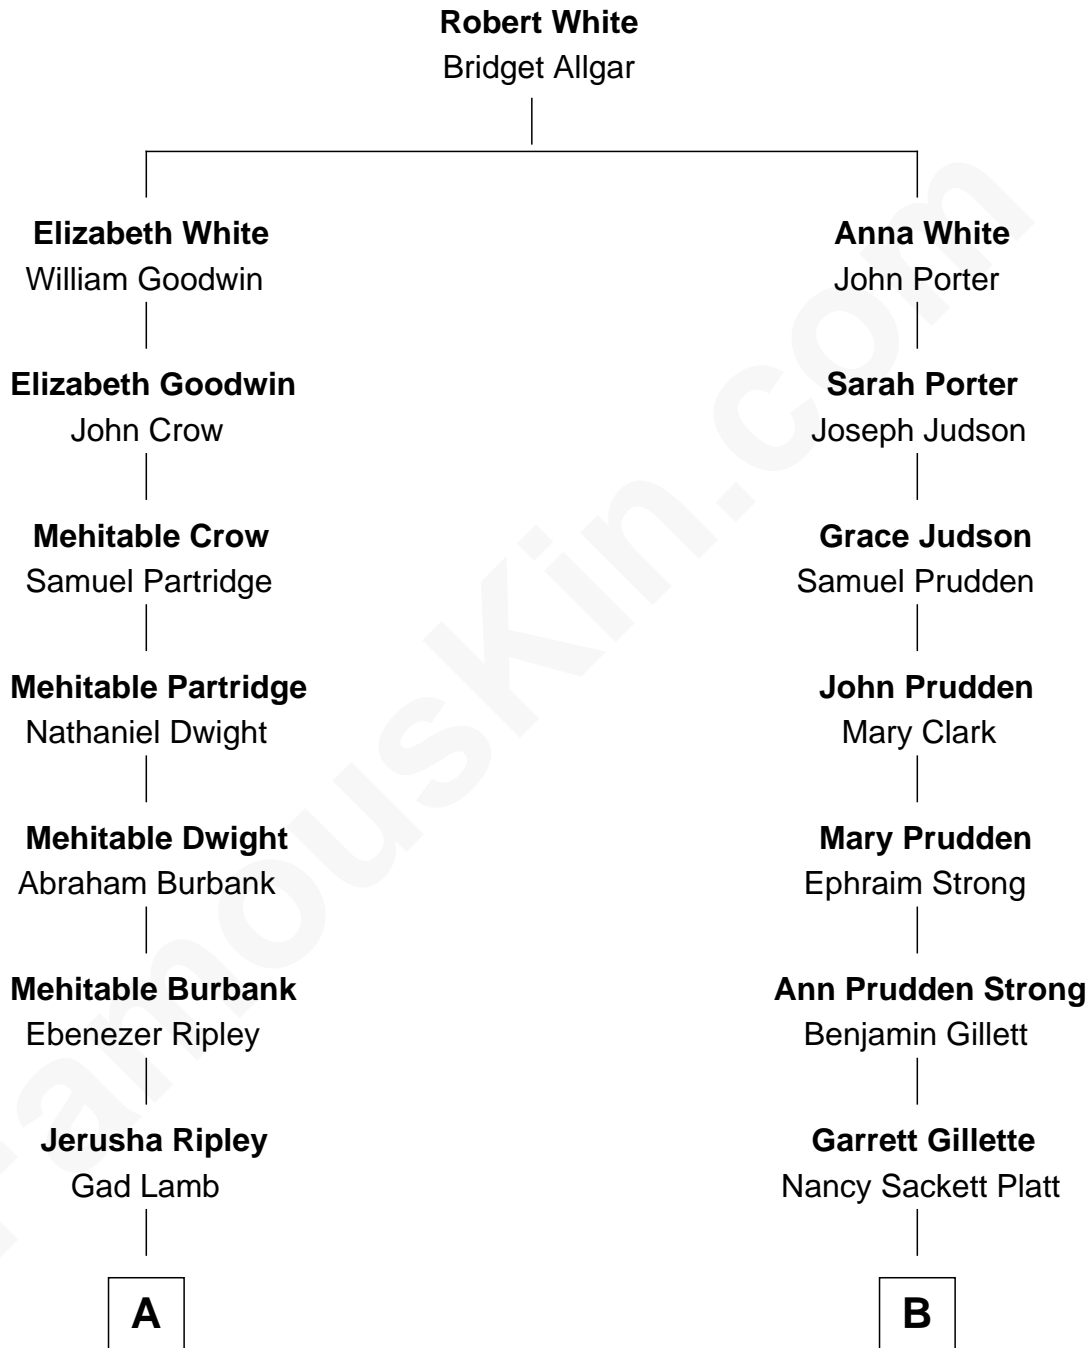 Robert White
Bridget Allgar
Elizabeth White
William Goodwin
Anna White
John Porter
Elizabeth Goodwin
John Crow
Sarah Porter
Joseph Judson
Mehitable Crow
Samuel Partridge
Grace Judson
Samuel Prudden
Mehitable Partridge
Nathaniel Dwight
John Prudden
Mary Clark
Mehitable Dwight
Abraham Burbank
Mary Prudden
Ephraim Strong
Mehitable Burbank
Ebenezer Ripley
Ann Prudden Strong
Benjamin Gillett
Jerusha Ripley
Gad Lamb
Garrett Gillette
Nancy Sackett Platt
A
B
FamousKin.com